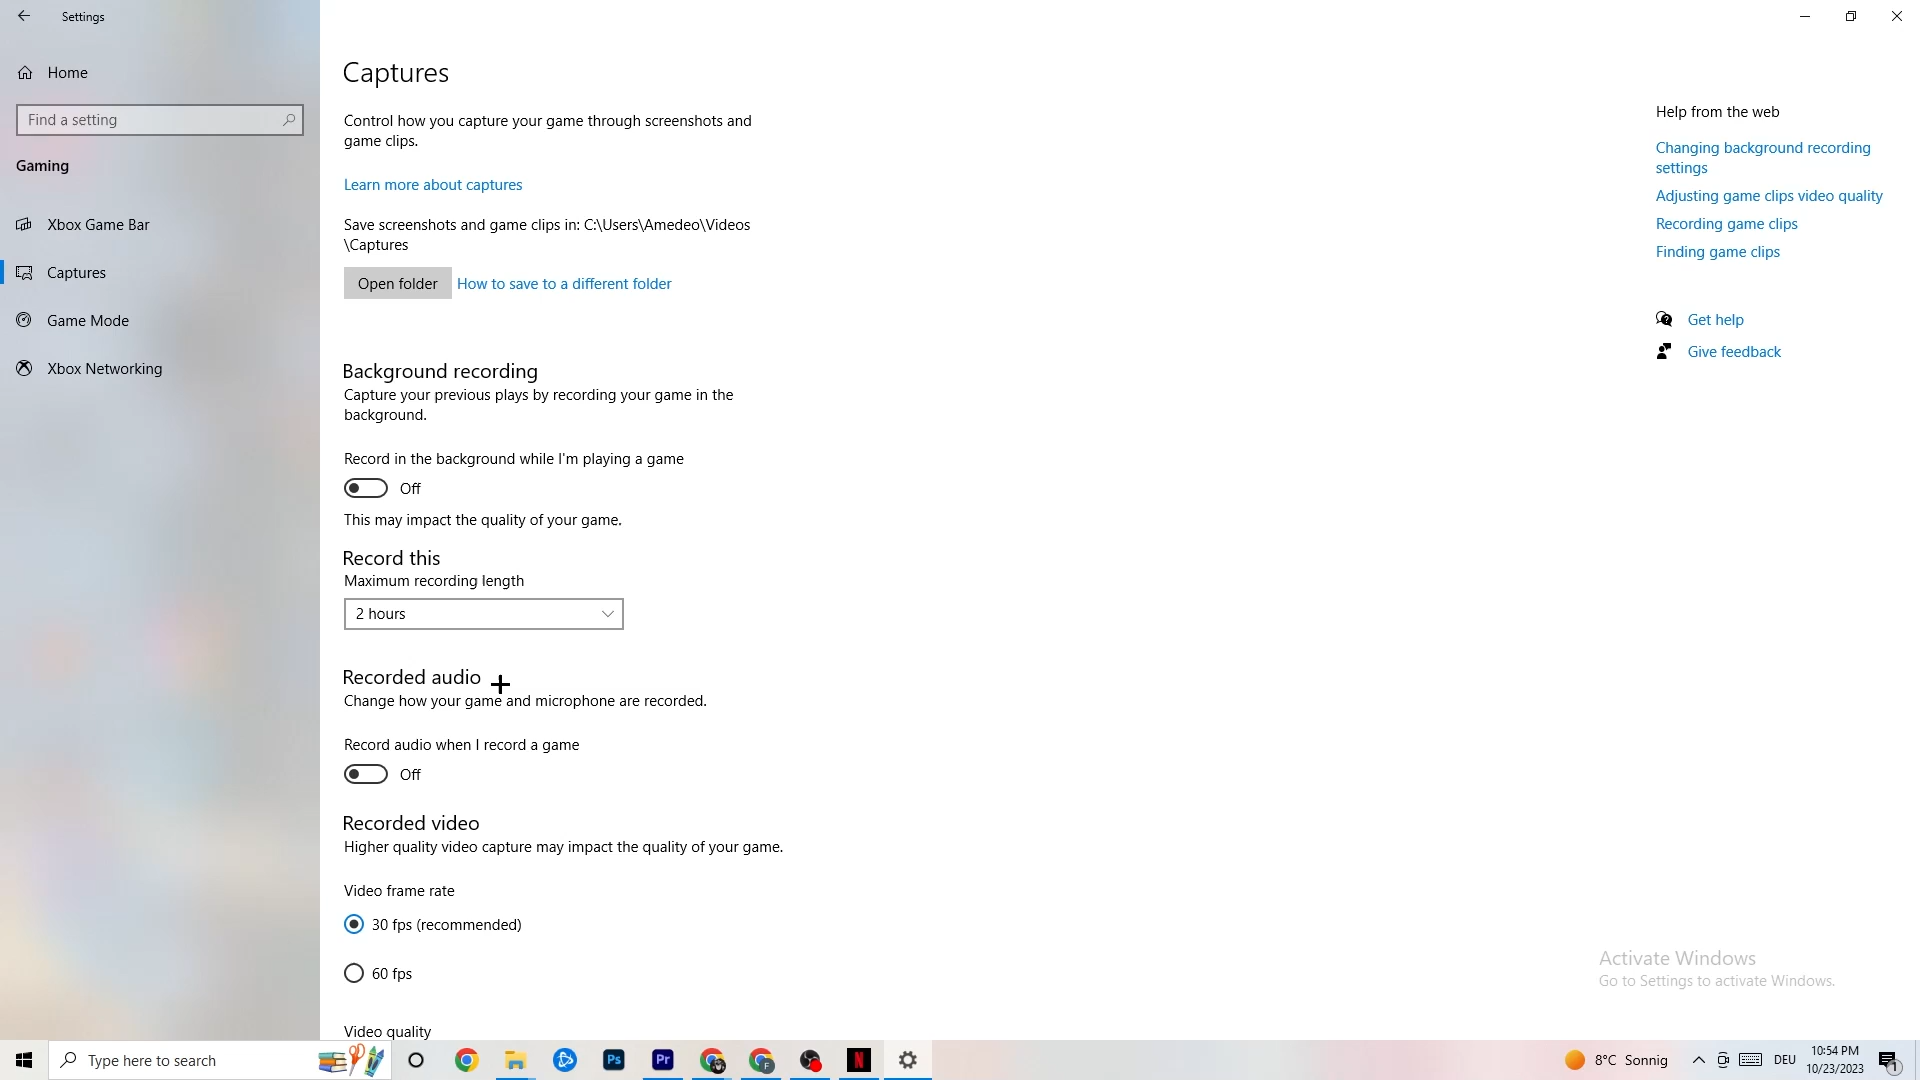 Settings
Home
Find a setting
Gaming
Xbox Game Bar
Captures
Game Mode
Xbox Networking
Captures
Control how you capture your game through screenshots and
game clips.
Learn more about captures
Save screenshots and game clips in: C:\Users\Amedeo\Videos
\Captures
Open folder
How to save to a different folder
Background recording
Capture your previous plays by recording your game in the
background.
Record in the background while I'm playing a game
Off
This may impact the quality of your game.
Record this
Maximum recording length
2 hours
Recorded audio
Change how your game and microphone are recorded.
Record audio when I record a game
Off
Recorded video
Higher quality video capture may impact the quality of your game.
Video frame rate
30 fps (recommended)
60 fps
Video quality
Help from the web
Changing background recording
settings
Adjusting game clips video quality
Recording game clips
Finding game clips
Get help
Give feedback
Activate Windows
Go to Settings to activate Windows.
Type here to search
Ps
Pr
F
N
8°C Sonnig
DEU
10:54 PM
10/23/2023
1